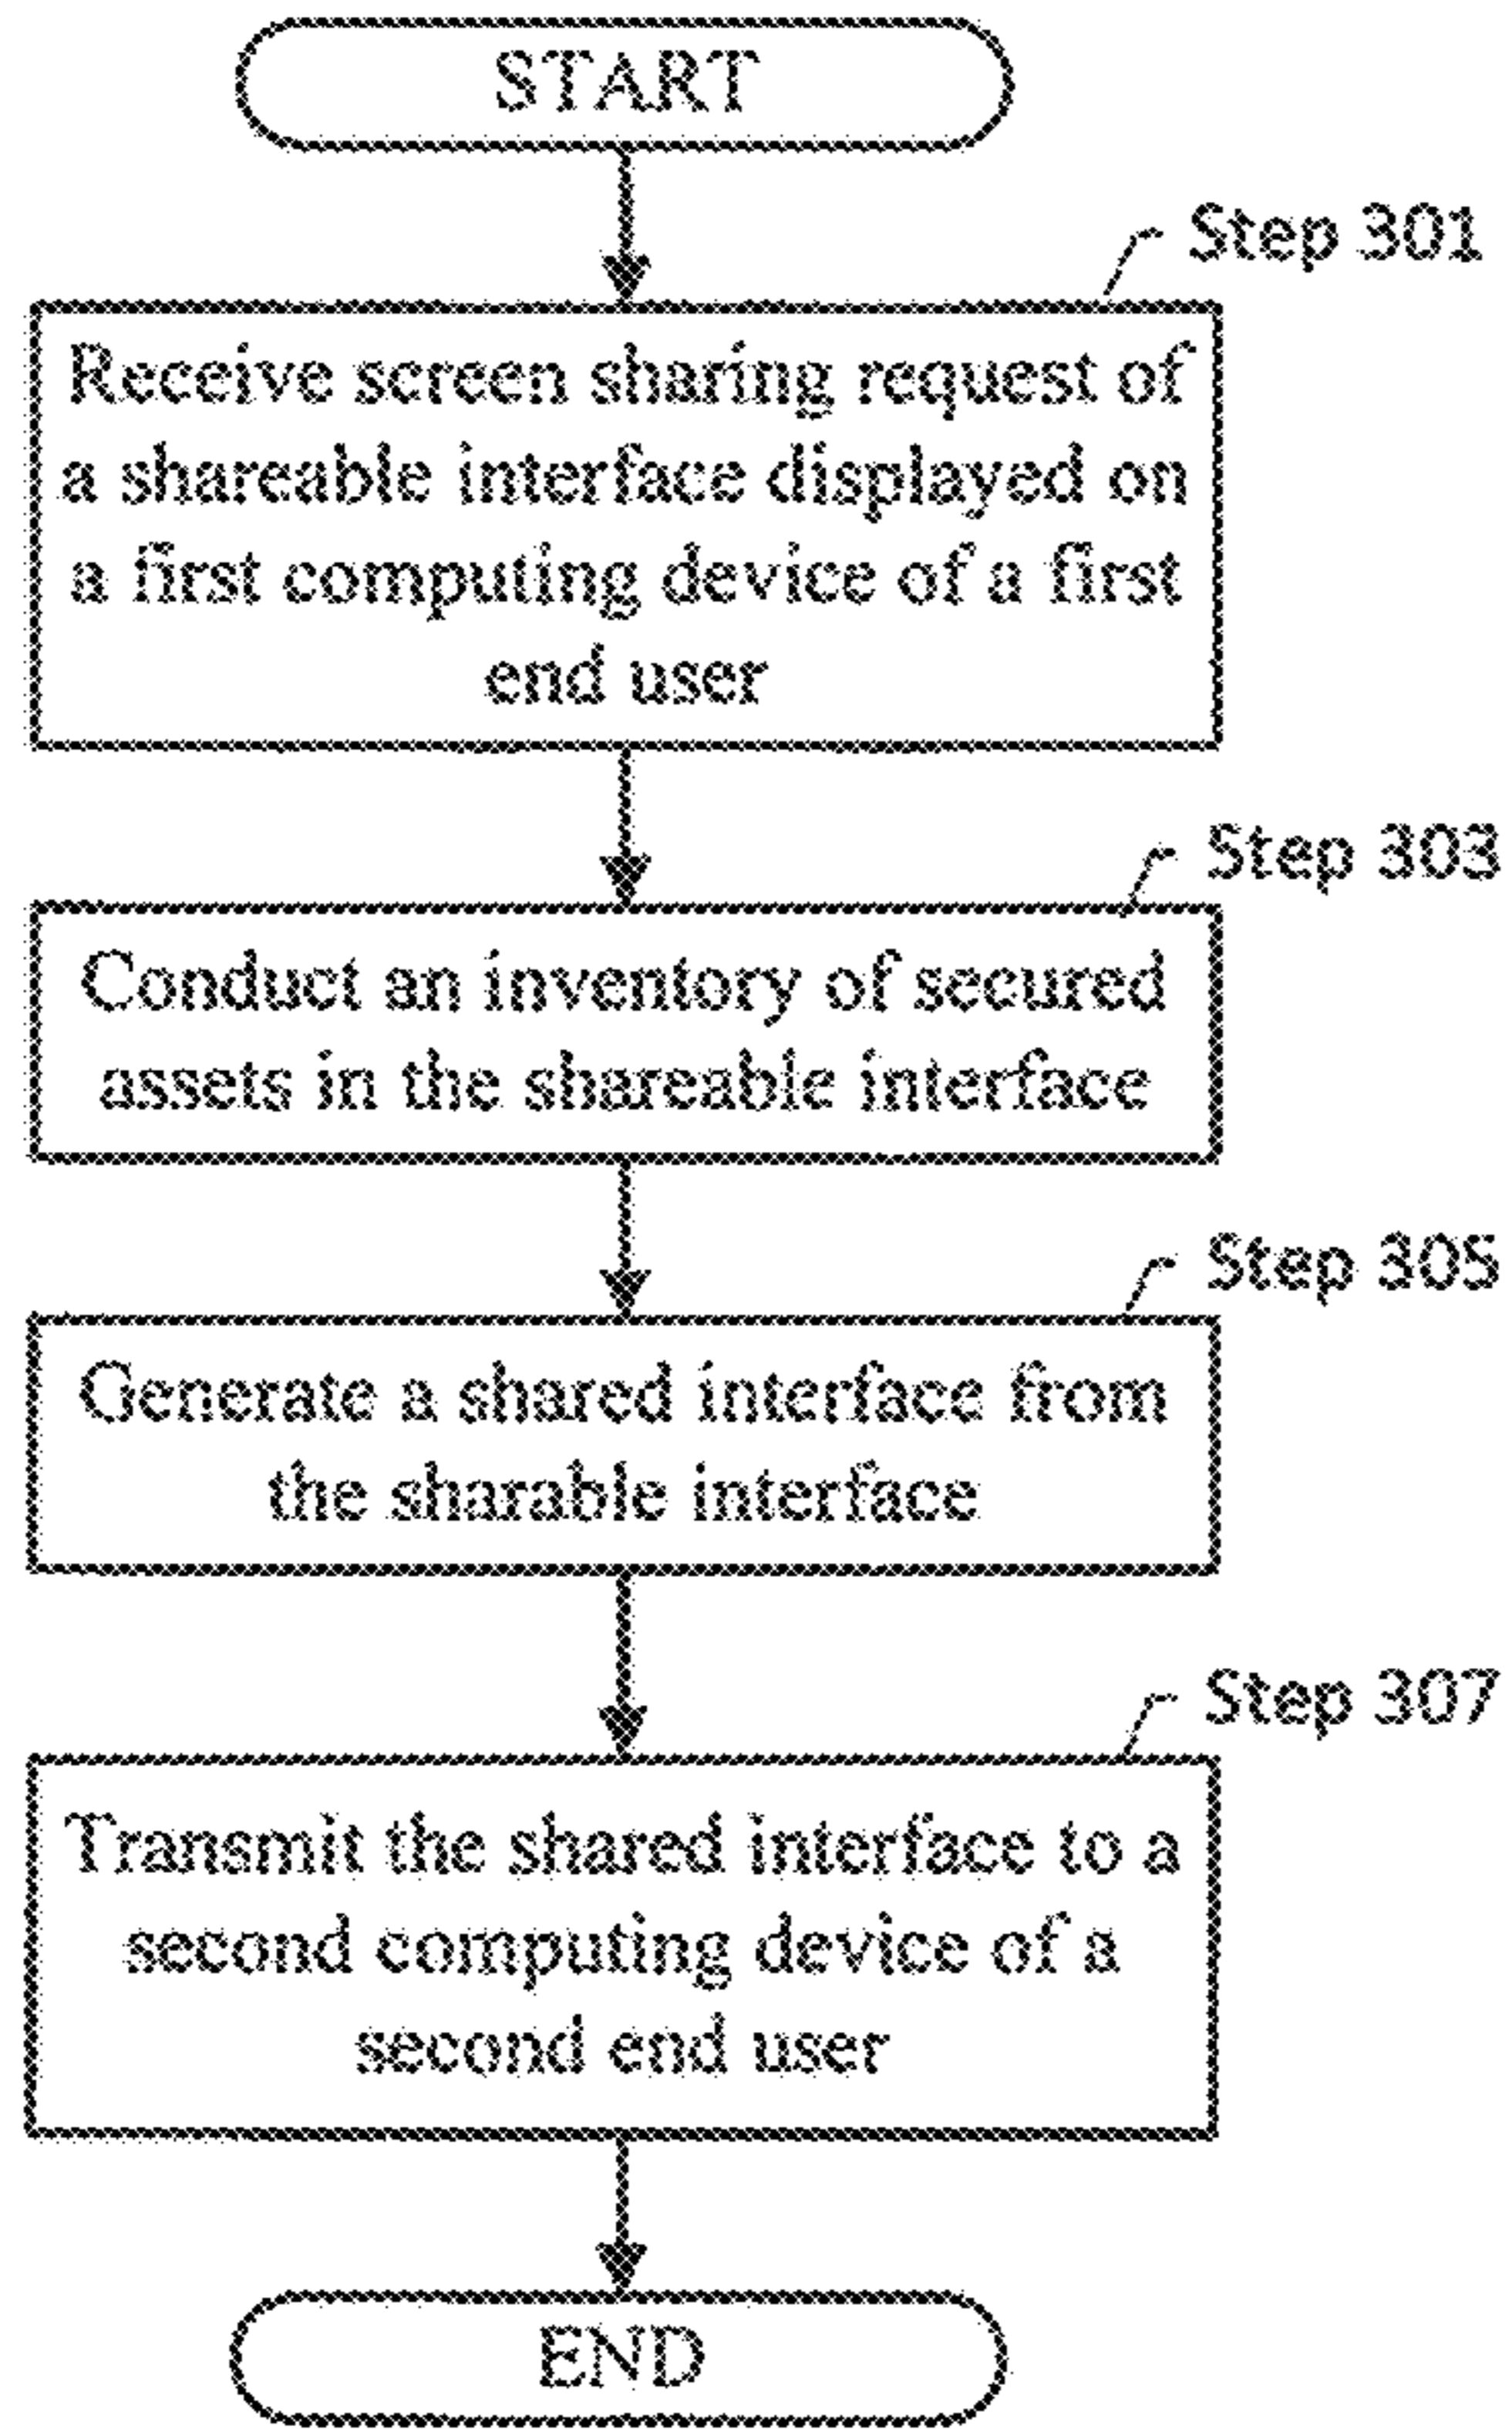 START
Step 301
Receive screen sharing request of
a shareable interface displayed on
a first computing device of a first
end user
Step 303
Conduct an inventory of secured
assets in the shareable interface
Step 305
Generate a shared interface from
the sharable interface
Step 307
Transmit the shared interface to a
second computing device of a
second end user
END